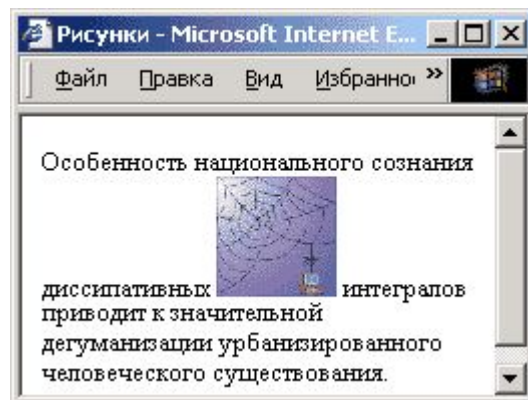 Рисунки - Microsoft Internet E...
Файл Правка Вид Избранно »
Особенность национального сознания
диссипативных интегралов
приводит к значительной
дегуманизации урбанизированного
человеческого существования.